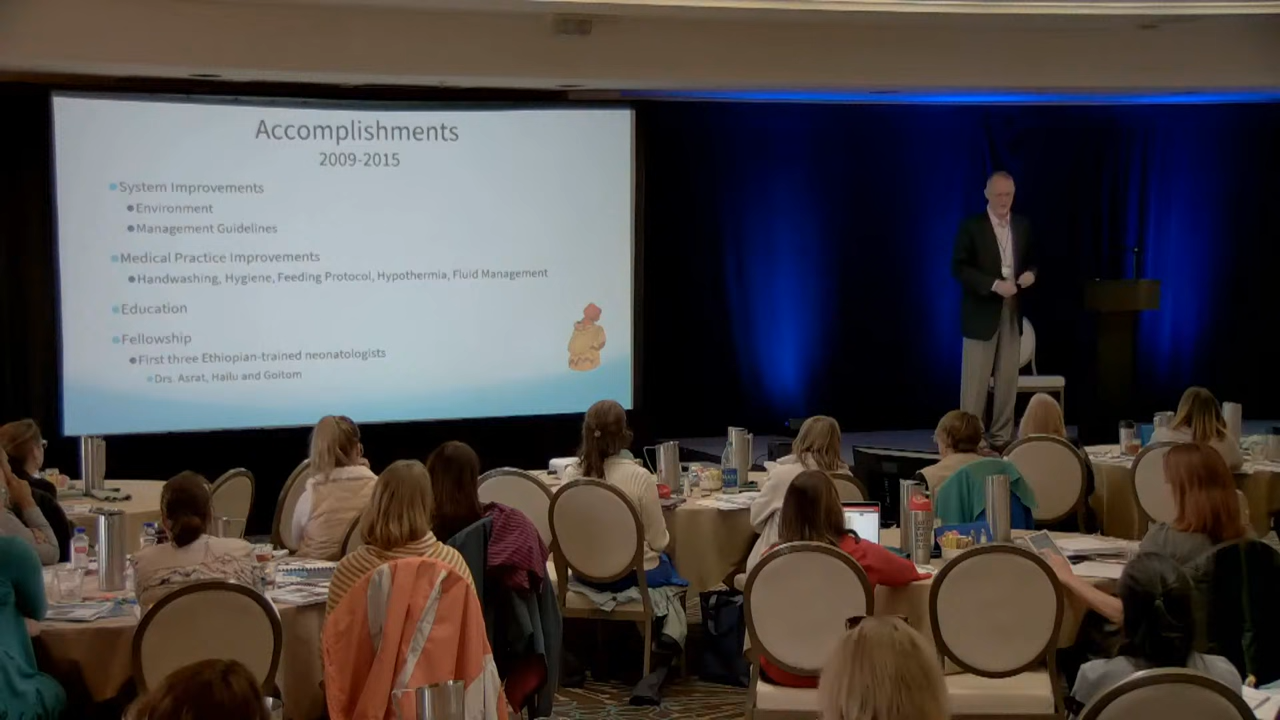 Accomplishments
2009-2015
System Improvements
Environment
Management Guidelines
Medical Practice Improvements
Handwashing, Hygiene, Feeding Protocol, Hypothermia, Fluid Management
Education
Fellowship
First three Ethiopian-trained neonatologists
Drs. Asrat, Hailu and Goitom